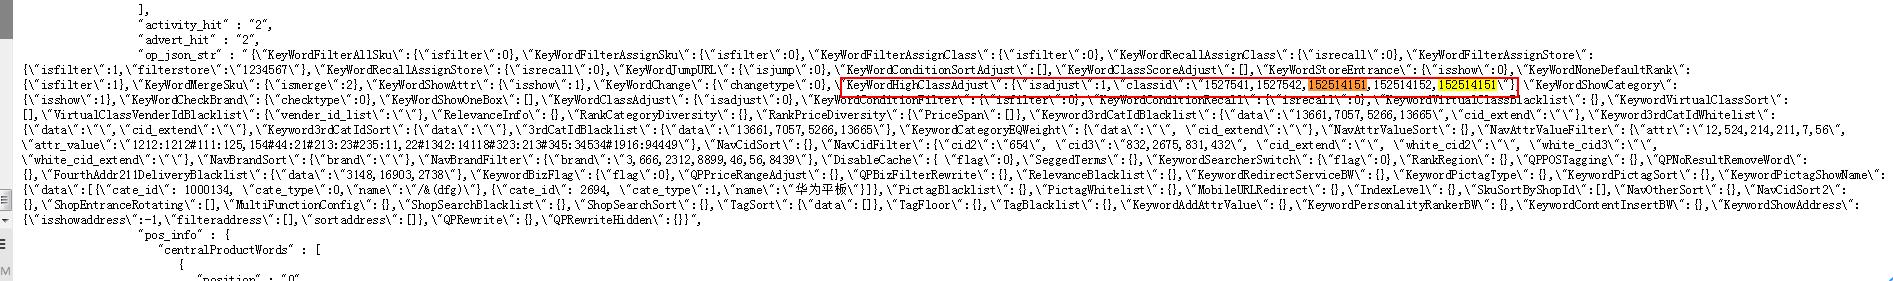 ],
"activity_hit" : "2",
"advert_hit" : "2",
"op_json_str" : "{\"KeyWordFilterAllSku\":{\"isfilter\":0},\"KeyWordFilterAssignSku\":{\"isfilter\":0},\"KeyWordFilterAssignClass\":{\"isfilter\":0},\"KeyWordRecallAssignClass\":{\"isrecall\":0},\"KeyWordFilterAssignStore\":
{\"isfilter\":1,\"filterstore\":\"1234567\"},\"KeyWordRecallAssignStore\":{\"isrecall\":0},\"KeyWordJumpURL\":{\"isjump\":0},\"KeyWordConditionSortAdjust\":[],\"KeyWordClassScoreAdjust\":[],\"KeyWordStoreEntrance\":{\"isshow\":0},\"KeyWordNoneDefaultRank\":
{\"isfilter\":1},\"KeyWordMergeSku\":{\"ismerge\":2},\"KeyWordShowAttr\":{\"isshow\":1},\"KeyWordChange\":{\"changetype\":0},\"KeyWordHighClassAdjust\":{\"isadjust\":1,\"classid\":\"1527541,1527542,152514151,152514152,152514151\"},\"KeyWordShowCategory\":
{\"isshow\":1},\"KeyWordCheckBrand\":{\"checktype\":0},\"KeyWordShowOneBox\":[],\"KeyWordClassAdjust\":{\"isadjust\":0},\"KeyWordConditionFilter\":{\"isfilter\":0},\"KeyWordConditionRecall\":{\"isrecall\":0},\"KeyWordVirtualClassBlacklist\":{},\"KeyWordVirtualClassSort\":
[],\"VirtualClassVenderIdBlacklist\":{\"vender_id_list\":\"\"},\"RelevanceInfo\":{},\"RankCategoryDiversity\":{},\"RankPriceDiversity\":{\"PriceSpan\":[]},\"Keyword3rdCatIdBlacklist\":{\"data\":\"13661,7057,5266,13665\",\"cid_extend\":\"\"},\"Keyword3rdCatIdWhitelist\":
{\"data\":\"\",\"cid_extend\":\"\"},\"Keyword3rdCatIdSort\":{\"data\":\"\"},\"3rdCatIdBlacklist\":{\"data\":\"13661,7057,5266,13665\"},\"KeywordCategoryEQWeight\":{\"data\":\"\", \"cid_extend\":\"\"},\"NavAttrValueSort\":{},\"NavAttrValueFilter\":{\"attr\":\"12,524,214,211,7,56\",
\"attr_value\":\"1212:1212#111:125,154#44:21#213:23#235:11,22#1342:14118#323:213#345:34534#1916:94449\"},\"NavCidSort\":{},\"NavCidFilter\":{\"cid2\":\"654\", \"cid3\":\"832,2675,831,432\", \"cid_extend\":\"\", \"white_cid2\":\"\", \"white_cid3\":\"\",
\"white_cid_extend\":\"\"},\"NavBrandSort\":{\"brand\":\"\"},\"NavBrandFilter\":{\"brand\":\"3,666,2312,8899,46,56,8439\"},\"DisableCache\":{ \"flag\":0},\"SeggedTerms\":{},\"KeywordSearcherSwitch\":{\"flag\":0},\"RankRegion\":{},\"QPPOSTagging\":{},\"QPNoResultRemoveWord\":
{},\"FourthAddr211DeliveryBlacklist\":{\"data\":\"3148,16903,2738\"},\"KeywordBizFlag\":{\"flag\":0},\"QPPriceRangeAdjust\":{},\"QPBizFilterRewrite\":{},\"RelevanceBlacklist\":{},\"KeywordRedirectServiceBW\":{},\"KeywordPictagType\":{},\"KeywordPictagSort\":{},\"KeywordPictagShowName\":
{\"data\":[{\"cate_id\": 1000134, \"cate_type\":0,\"name\":\"/&(dfg)\"},{\"cate_id\": 2694, \"cate_type\":1,\"name\":\"华为平板\"}]},\"PictagBlacklist\":{},\"PictagWhitelist\":{},\"MobileURLRedirect\":{},\"IndexLevel\":{},\"SkuSortByShopId\":[],\"NavOtherSort\":{},\"NavCidSort2\":
{},\"ShopEntranceRotating\":[],\"MultiFunctionConfig\":{},\"ShopSearchBlacklist\":{},\"ShopSearchSort\":{},\"TagSort\":{\"data\":[]},\"TagFloor\":{},\"TagBlacklist\":{},\"KeywordAddAttrValue\":{},\"KeywordPersonalityRankerBW\":{},\"KeywordContentInsertBW\":{},\"KeywordShowAddress\":
{\"isshowaddress\":-1,\"filteraddress\":[],\"sortaddress\":[]},\"QPRewrite\":{},\"QPRewriteHidden\":{}}",
"pos_info" : {
"centralProductWords" : [
{
"position" : "0"